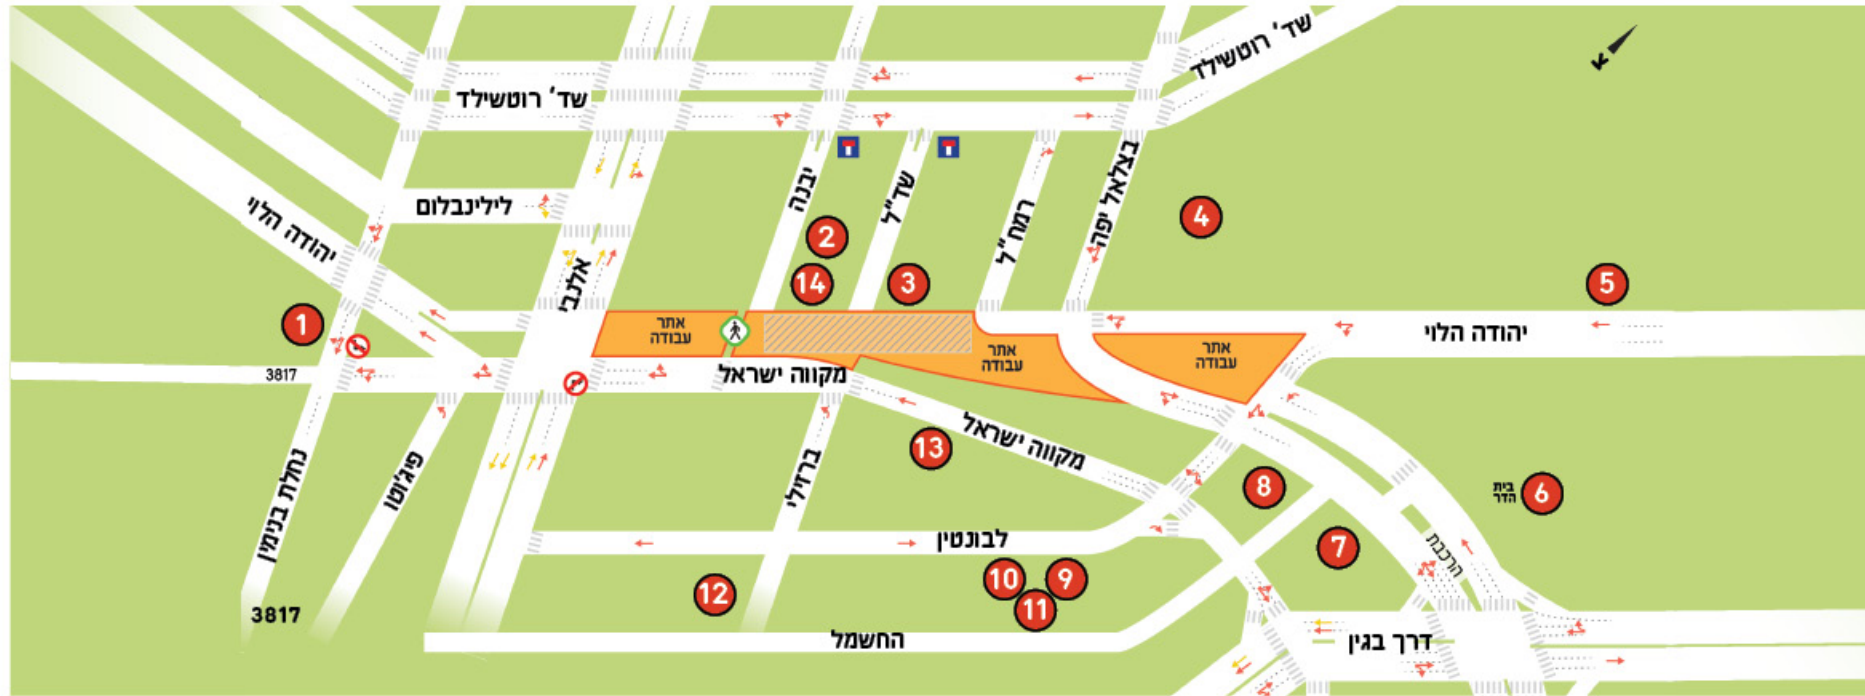 שד' רוטשילד
שד' רוטשילד
לילינבלום
יהודה הלוי
אלנבי
יבנה
שד"ל
רמח"ל
בצלאל יפה
2
14
3
4
5
1
אתר
עבודה
אתר
עבודה
אתר
עבודה
יהודה הלוי
3817
מקווה ישראל
מקווה ישראל
13
8
בית
הדר
6
נחלת בנימין
פיג'וטו
ברזילי
לבונטין
7
הרכבת
12
10
9
11
3817
החשמל
דרך בגין